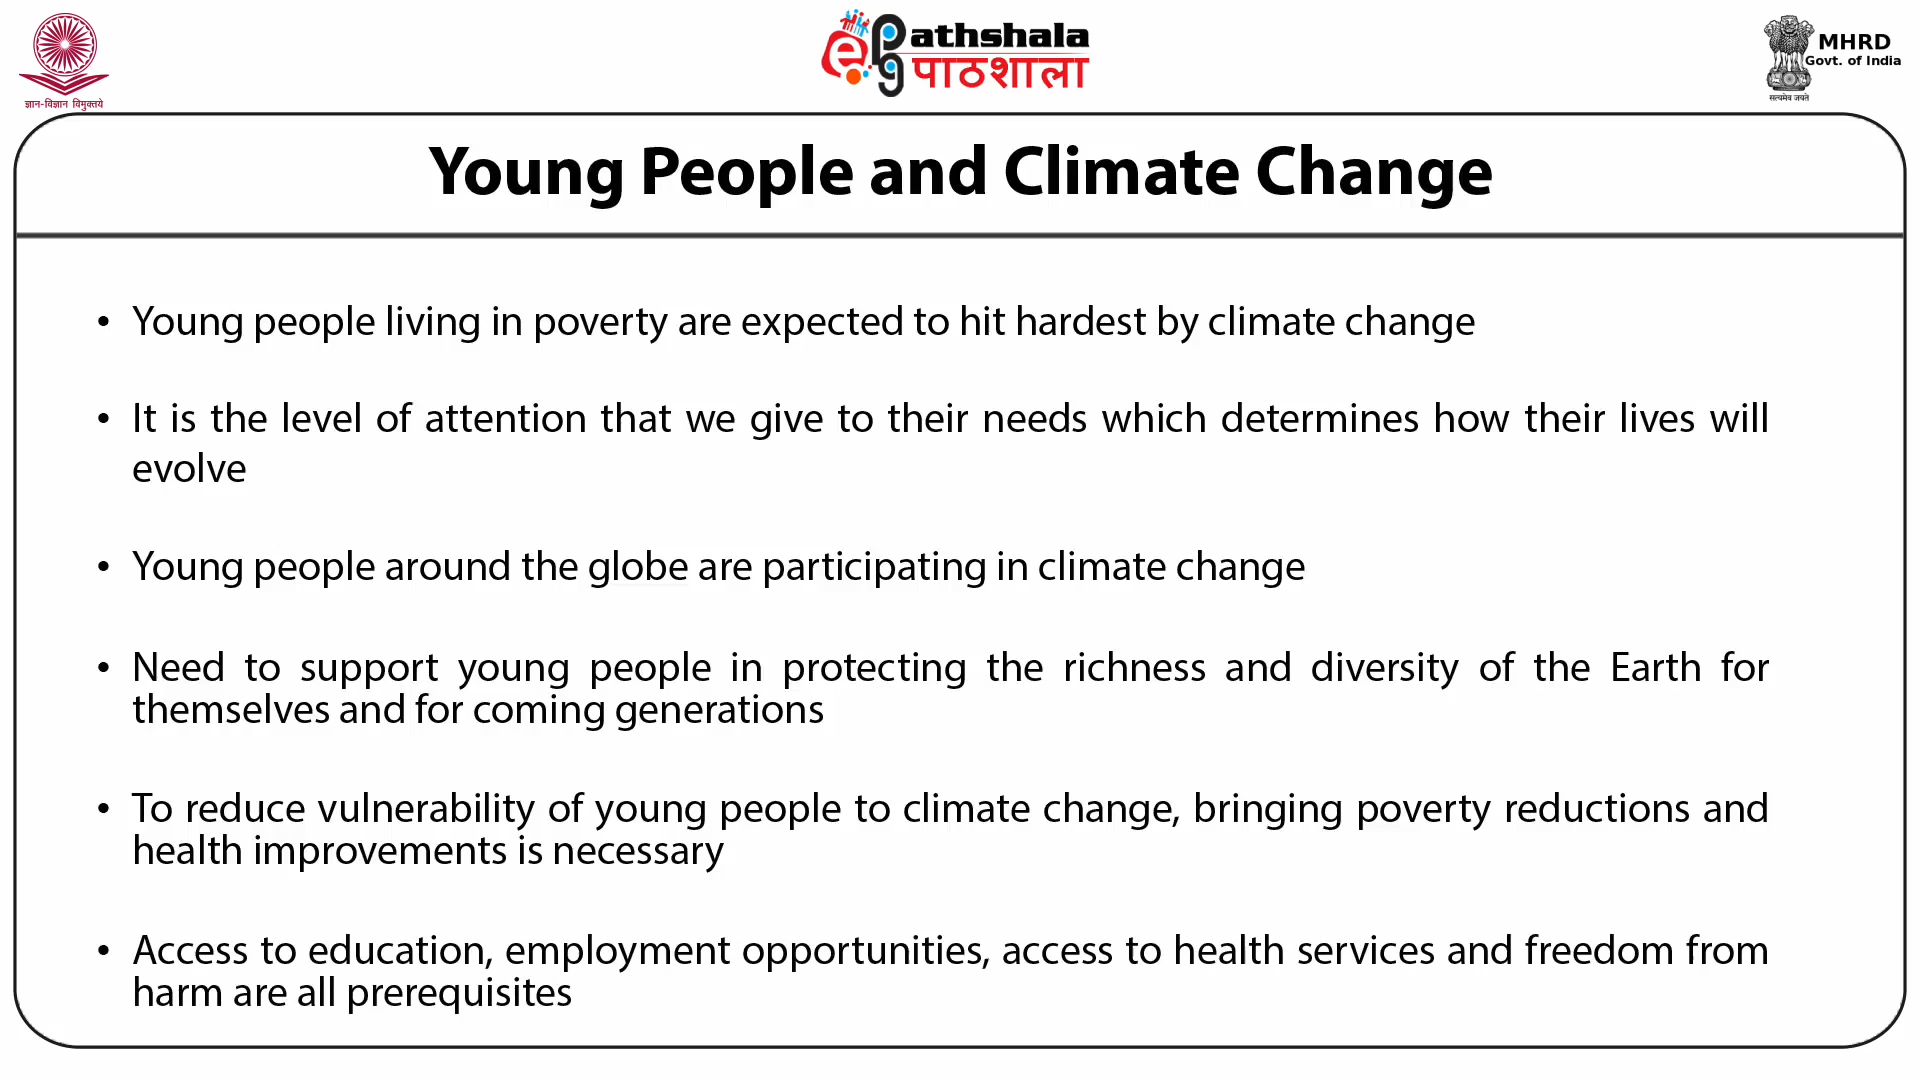 ज्ञान-विज्ञान विमुक्तये
ePathshala
पाठशाला
MHRD
Govt. of India
सत्यमेव जयते
Young People and Climate Change
• Young people living in poverty are expected to hit hardest by climate change
• It is the level of attention that we give to their needs which determines how their lives will
evolve
• Young people around the globe are participating in climate change
• Need to support young people in protecting the richness and diversity of the Earth for
themselves and for coming generations
• To reduce vulnerability of young people to climate change, bringing poverty reductions and
health improvements is necessary
• Access to education, employment opportunities, access to health services and freedom from
harm are all prerequisites